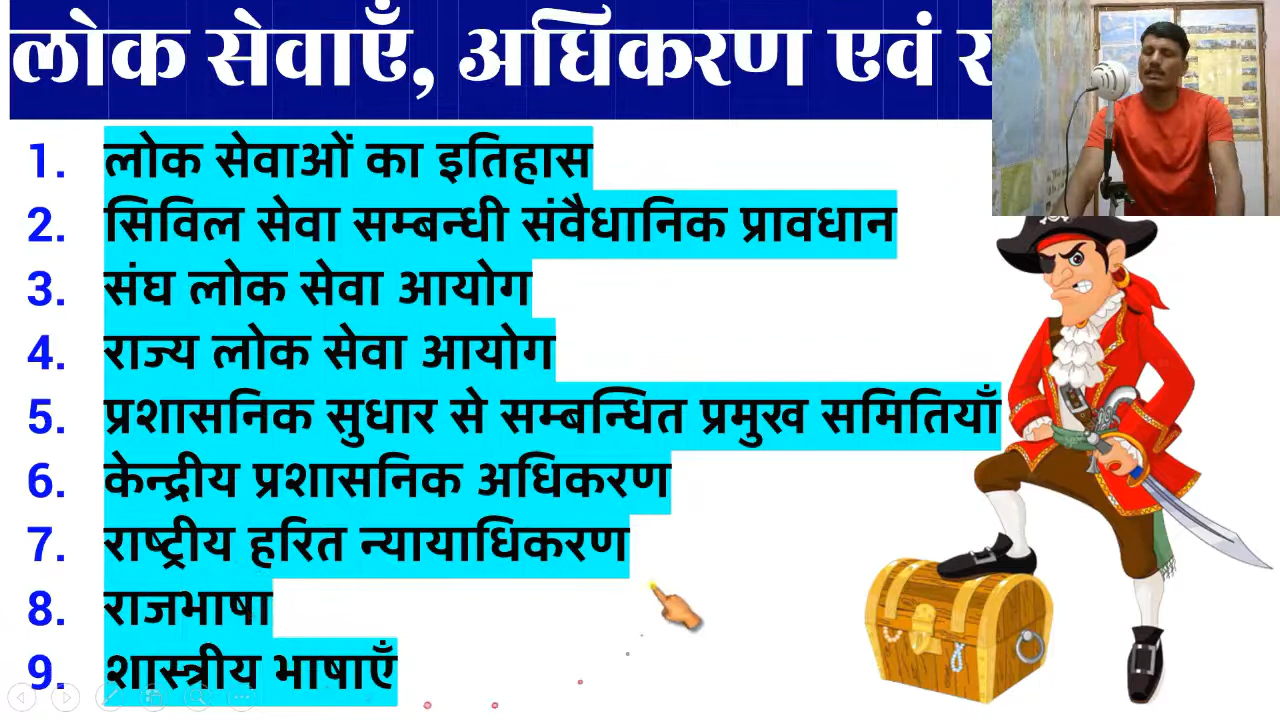 लोक सेवाएँ, अधिकरण एवं
1. लोक सेवाओं का इतिहास
2. सिविल सेवा सम्बन्धी संवैधानिक प्रावधान
3. संघ लोक सेवा आयोग
4. राज्य लोक सेवा आयोग
5. प्रशासनिक सुधार से सम्बन्धित प्रमुख समितियाँ
6. केन्द्रीय प्रशासनिक अधिकरण
7. राष्ट्रीय हरित न्यायाधिकरण
8. राजभाषा
9. शास्त्रीय भाषाएँ